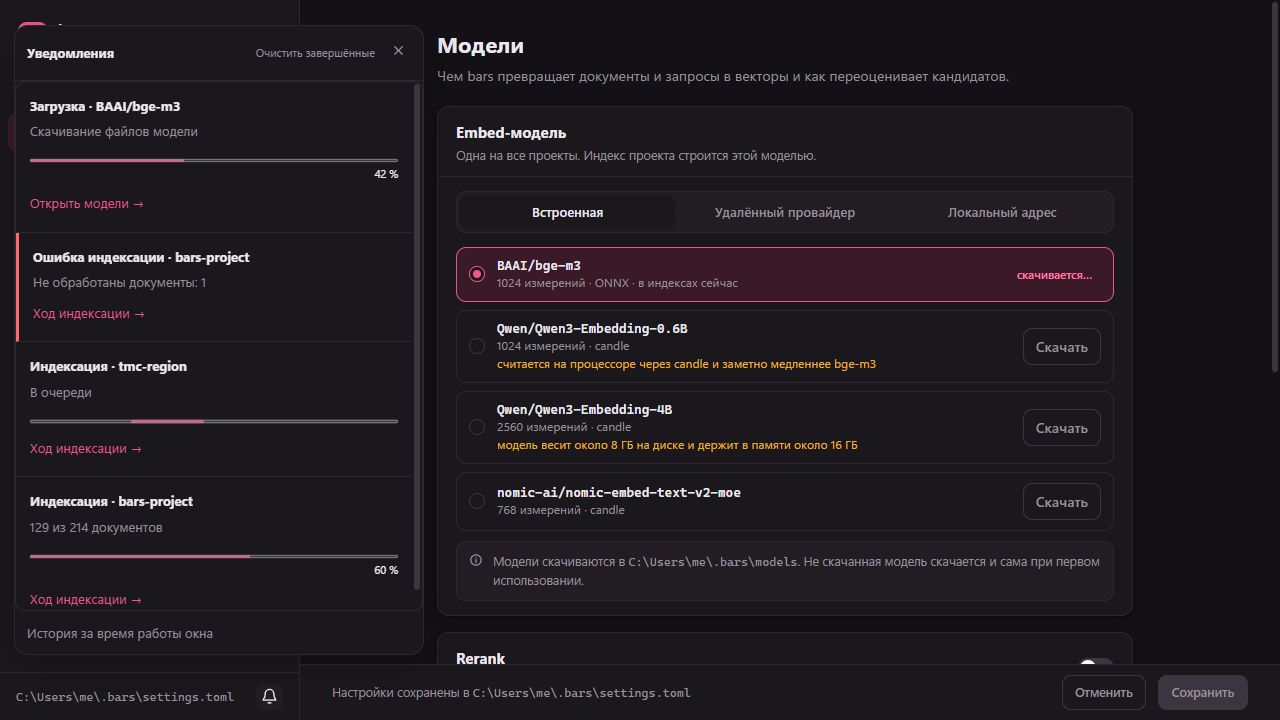 Уведомления
Очистить завершённые
Загрузка · BAAI/bge-m3
Скачивание файлов модели
42 %
Открыть модели →
Ошибка индексации · bars-project
Не обработаны документы: 1
Ход индексации →
Индексация · tmc-region
В очереди
Ход индексации →
Индексация · bars-project
129 из 214 документов
60 %
Ход индексации →
История за время работы окна
C:\Users\me\.bars\settings.toml
Модели
Чем bars превращает документы и запросы в векторы и как переоценивает кандидатов.
Embed-модель
Одна на все проекты. Индекс проекта строится этой моделью.
Встроенная
Удалённый провайдер
Локальный адрес
BAAI/bge-m3
1024 измерений · ONNX · в индексах сейчас
скачивается…
Qwen/Qwen3-Embedding-0.6B
1024 измерений · candle
считается на процессоре через candle и заметно медленнее bge-m3
Скачать
Qwen/Qwen3-Embedding-4B
2560 измерений · candle
модель весит около 8 ГБ на диске и держит в памяти около 16 ГБ
Скачать
nomic-ai/nomic-embed-text-v2-moe
768 измерений · candle
Скачать
Модели скачиваются в C:\Users\me\.bars\models. Не скачанная модель скачается и сама при первом
использовании.
Rerank
Настройки сохранены в C:\Users\me\.bars\settings.toml
Отменить
Сохранить